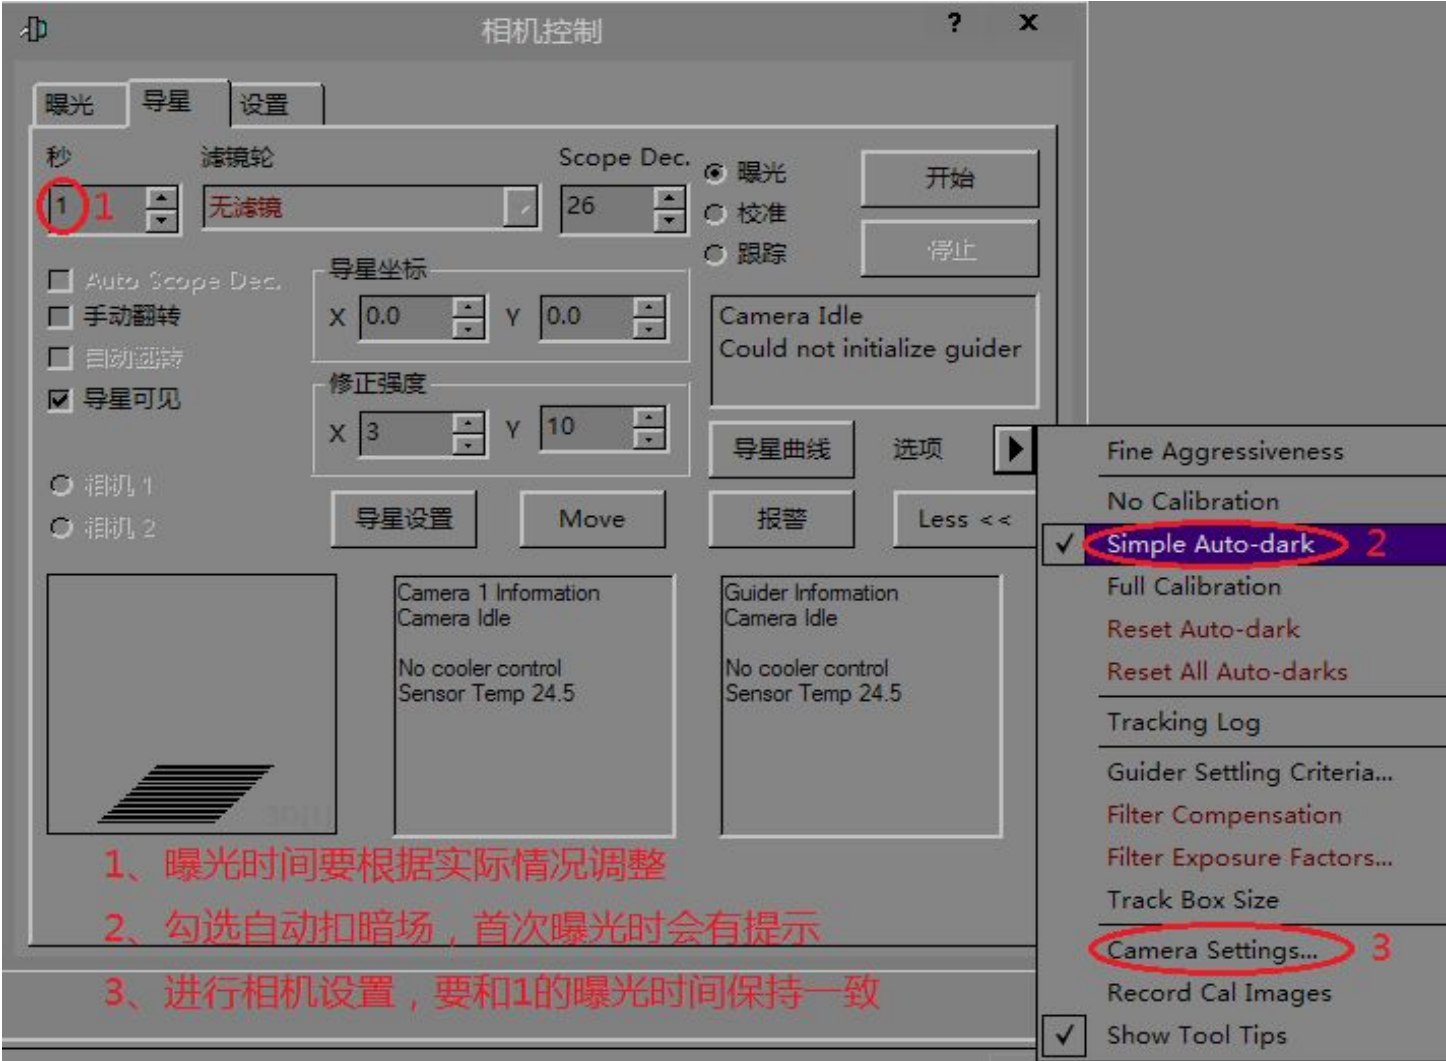 相机控制
? x
曝光 导星 设置
秒 滤镜轮 Scope Dec.
1 1 无滤镜 26
曝光 开始
校准
跟踪 停止
Auto Scope Dec.
手动翻转
自动翻转
导星可见
导星坐标
X 0.0 Y 0.0
Camera Idle
Could not initialize guider
修正强度
X 3 Y 10
导星曲线 选项
相机 1
相机 2
导星设置 Move 报警 Less <<
Camera 1 Information
Camera Idle
No cooler control
Sensor Temp 24.5
Guider Information
Camera Idle
No cooler control
Sensor Temp 24.5
Fine Aggressiveness
No Calibration
Simple Auto-dark 2
Full Calibration
Reset Auto-dark
Reset All Auto-darks
Tracking Log
Guider Settling Criteria...
Filter Compensation
Filter Exposure Factors...
Track Box Size
Camera Settings... 3
Record Cal Images
Show Tool Tips
1、曝光时间要根据实际情况调整
2、勾选自动扣暗场，首次曝光时会有提示
3、进行相机设置，要和1的曝光时间保持一致